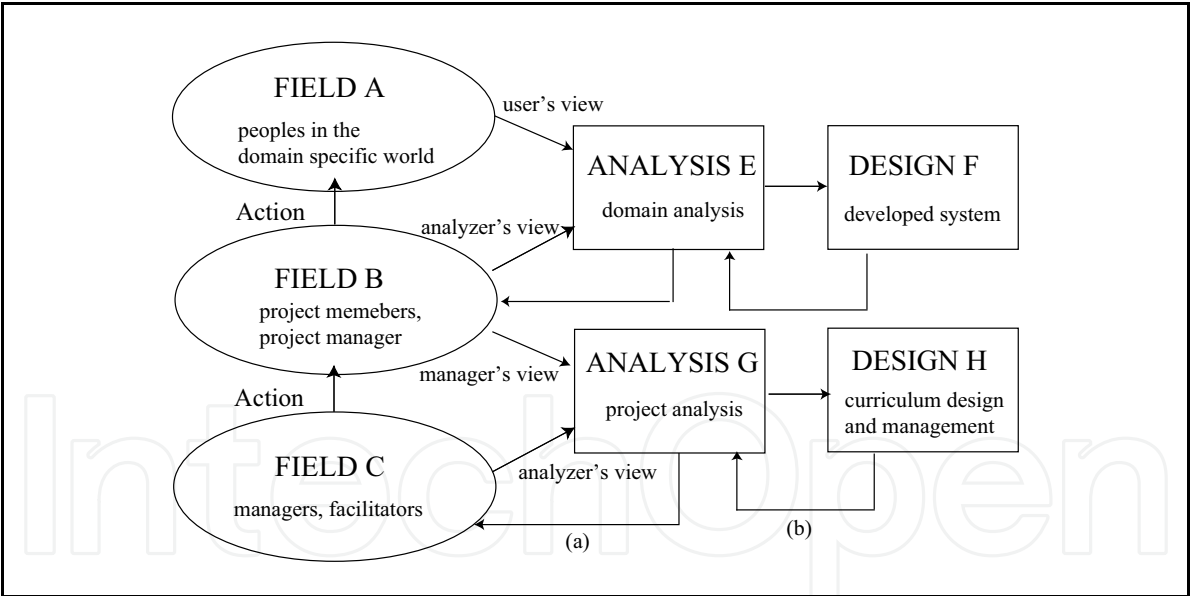 FIELD A
peoples in the
domain specific world
user's view
ANALYSIS E
domain analysis
DESIGN F
developed system
Action
analyzer's view
FIELD B
project memebers,
project manager
manager's view
ANALYSIS G
project analysis
DESIGN H
curriculum design
and management
Action
FIELD C
managers, facilitators
analyzer's view
(a)
(b)
IntechOpen